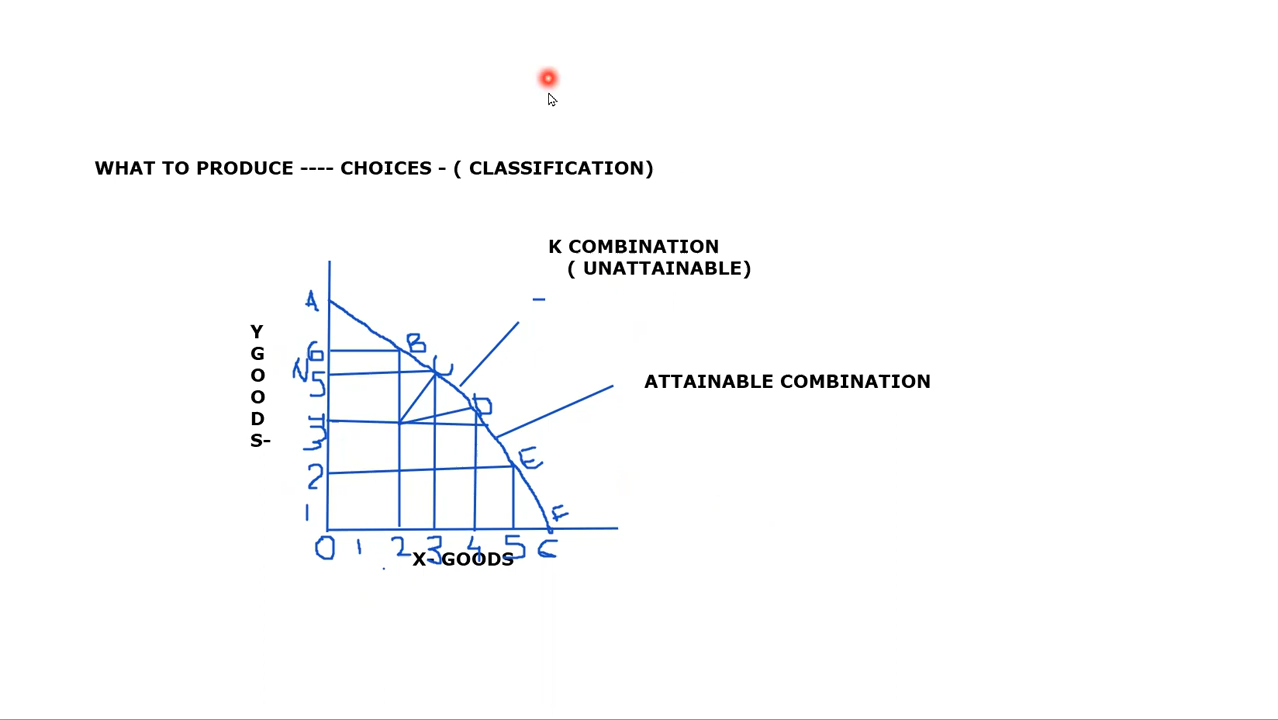 WHAT TO PRODUCE ---- CHOICES - ( CLASSIFICATION)
K COMBINATION
( UNATTAINABLE)
-
A
Y
G
O
O
D
S-
B
6
N
5
C
ATTAINABLE COMBINATION
D
4
3
E
2
1
F
0 1 2 3 4 5 6
X- GOODS